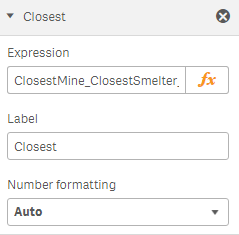 Closest
Expression
ClosestMine_ClosestSmelter_
fx
Label
Closest
Number formatting
Auto